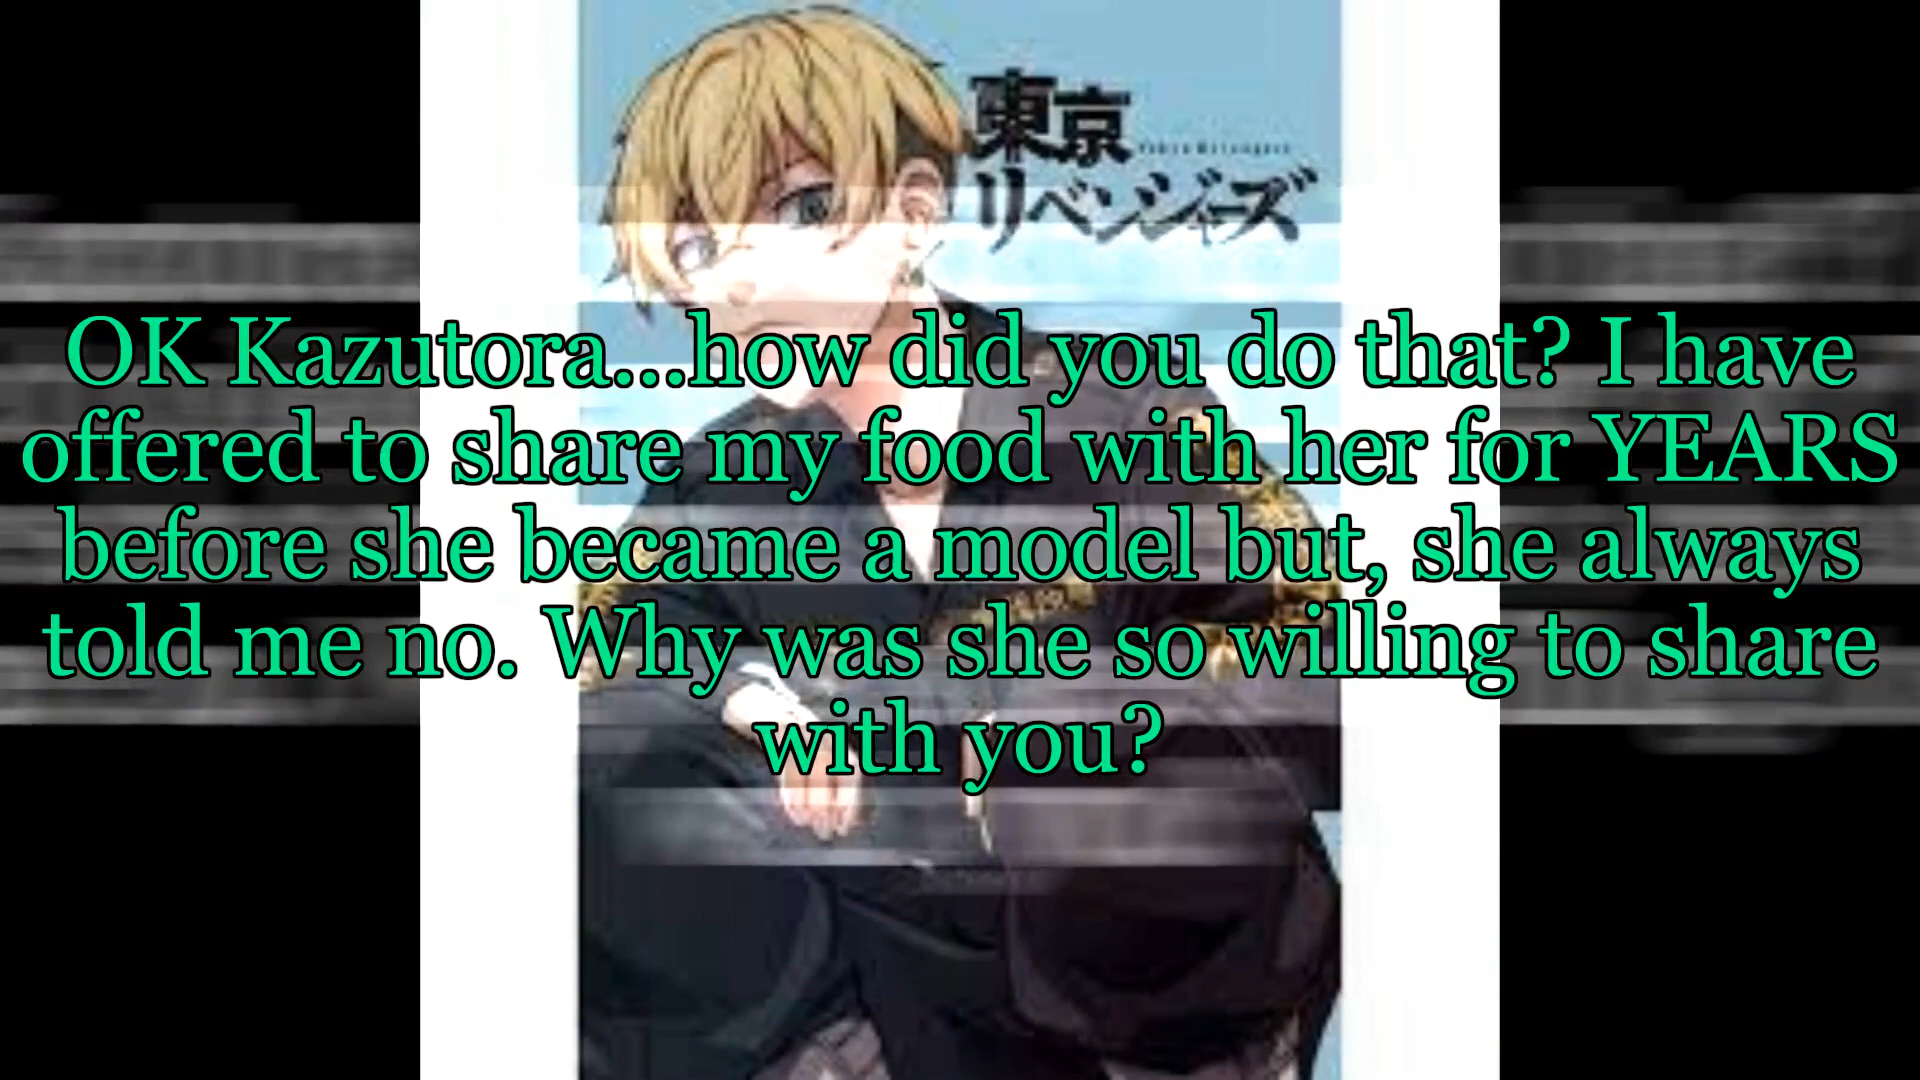 東京
リベンジャーズ
OK Kazutora...how did you do that? I have
offered to share my food with her for YEARS
before she became a model but, she always
told me no. Why was she so willing to share
with you?